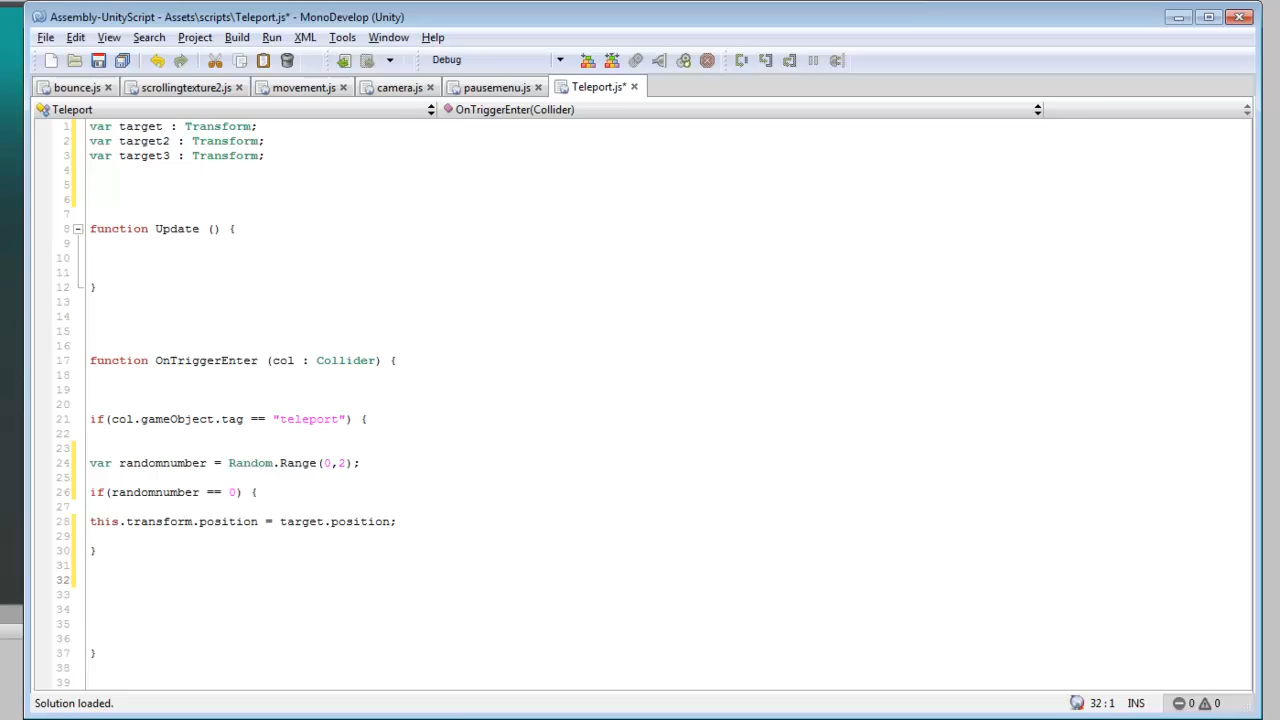 Assembly-UnityScript - Assets\scripts\Teleport.js* - MonoDevelop (Unity)
File Edit View Search Project Build Run XML Tools Window Help
Debug
bounce.js scrollingtexture2.js movement.js camera.js pausemenu.js Teleport.js*
Teleport OnTriggerEnter(Collider)
1 var target : Transform;
2 var target2 : Transform;
3 var target3 : Transform;
4
5
6
7
8 function Update () {
9
10
11
12 }
13
14
15
16
17 function OnTriggerEnter (col : Collider) {
18
19
20
21 if(col.gameObject.tag == "teleport") {
22
23
24 var randomnumber = Random.Range(0,2);
25
26 if(randomnumber == 0) {
27
28 this.transform.position = target.position;
29
30 }
31
32
33
34
35
36
37 }
38
39
Solution loaded. 32 : 1 INS 0 0